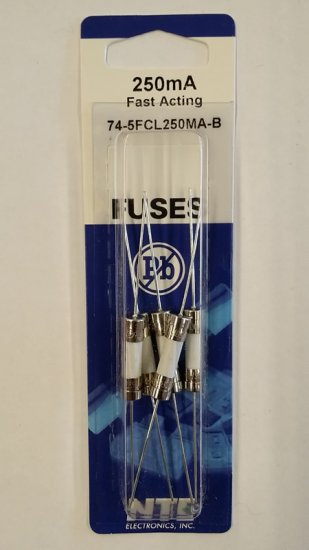 250mA
Fast Acting
74-5FCL250MA-B
FUSES
Pb
NTE
ELECTRONICS, INC.